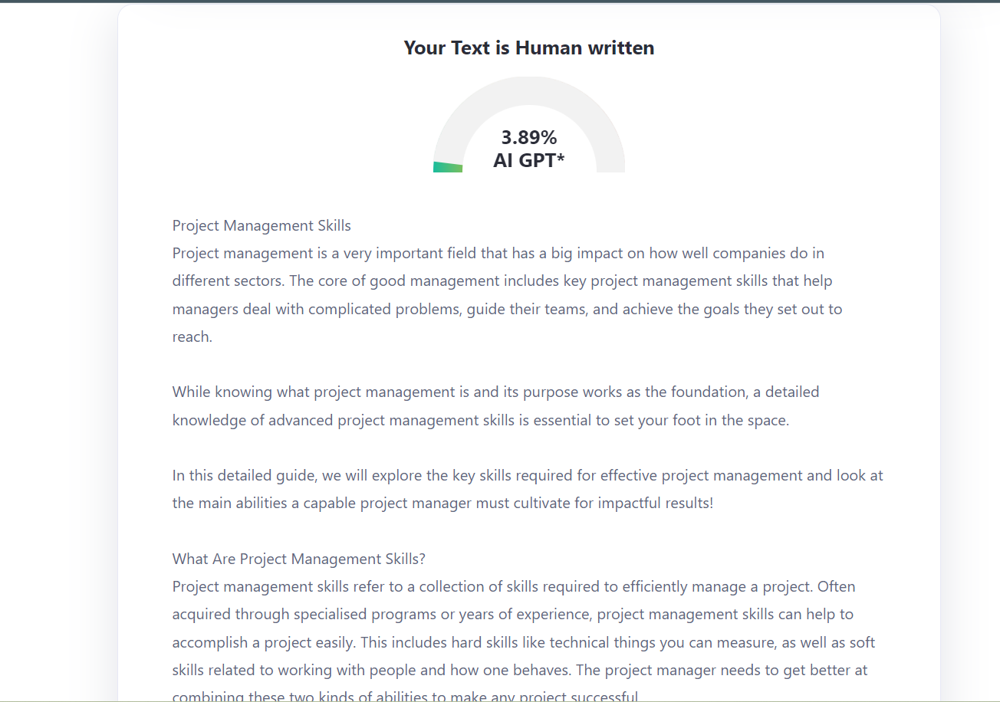 Your Text is Human written
3.89%
AI GPT*
Project Management Skills
Project management is a very important field that has a big impact on how well companies do in
different sectors. The core of good management includes key project management skills that help
managers deal with complicated problems, guide their teams, and achieve the goals they set out to
reach.
While knowing what project management is and its purpose works as the foundation, a detailed
knowledge of advanced project management skills is essential to set your foot in the space.
In this detailed guide, we will explore the key skills required for effective project management and look at
the main abilities a capable project manager must cultivate for impactful results!
What Are Project Management Skills?
Project management skills refer to a collection of skills required to efficiently manage a project. Often
acquired through specialised programs or years of experience, project management skills can help to
accomplish a project easily. This includes hard skills like technical things you can measure, as well as soft
skills related to working with people and how one behaves. The project manager needs to get better at
combining these two kinds of abilities to make any project successful